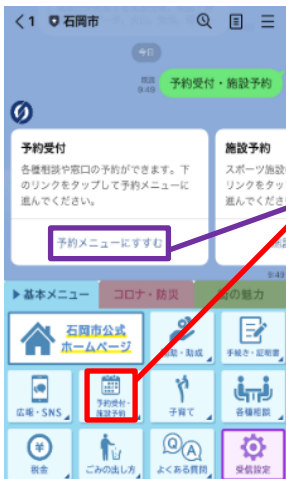 < 1 石岡市
今日
既読
9:49
予約受付・施設予約
予約受付
各種相談や窓口の予約ができます。下
のリンクをタップして予約メニューに
進んでください。
予約メニューにすすむ
施設予約
スポーツ施設
リンクをタッ
進んでくださ
9:49
▶基本メニュー
コロナ・防災
の魅力
石岡市公式
ホームページ
・助成
手続き・証明書
広報・SNS
予約受付・
施設予約
子育て
各種相談
税金
ごみの出し方
Q A
よくある質問
受信設定